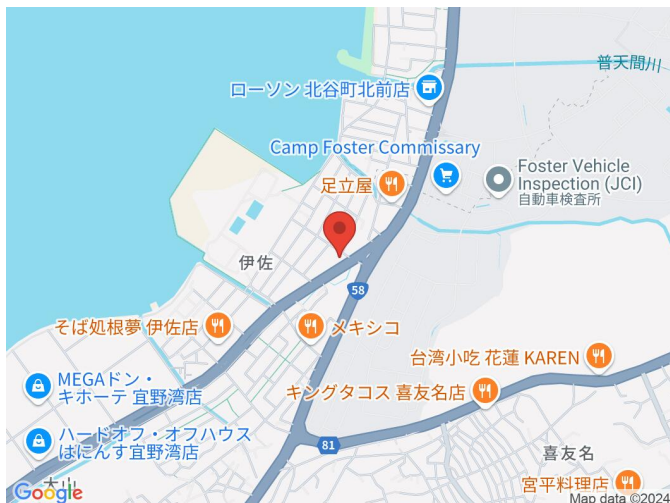 普天間川
ローソン 北谷町北前店
Camp Foster Commissary
Foster Vehicle
Inspection (JCI)
自動車検査所
足立屋
伊佐
58
そば処根夢 伊佐店
メキシコ
台湾小吃 花蓮 KAREN
MEGAドン・
キホーテ 宜野湾店
キングタコス 喜友名店
ハードオフ・オフハウス
はにんす宜野湾店
81
喜友名
大山
宮平料理店
Google
Map data ©2024